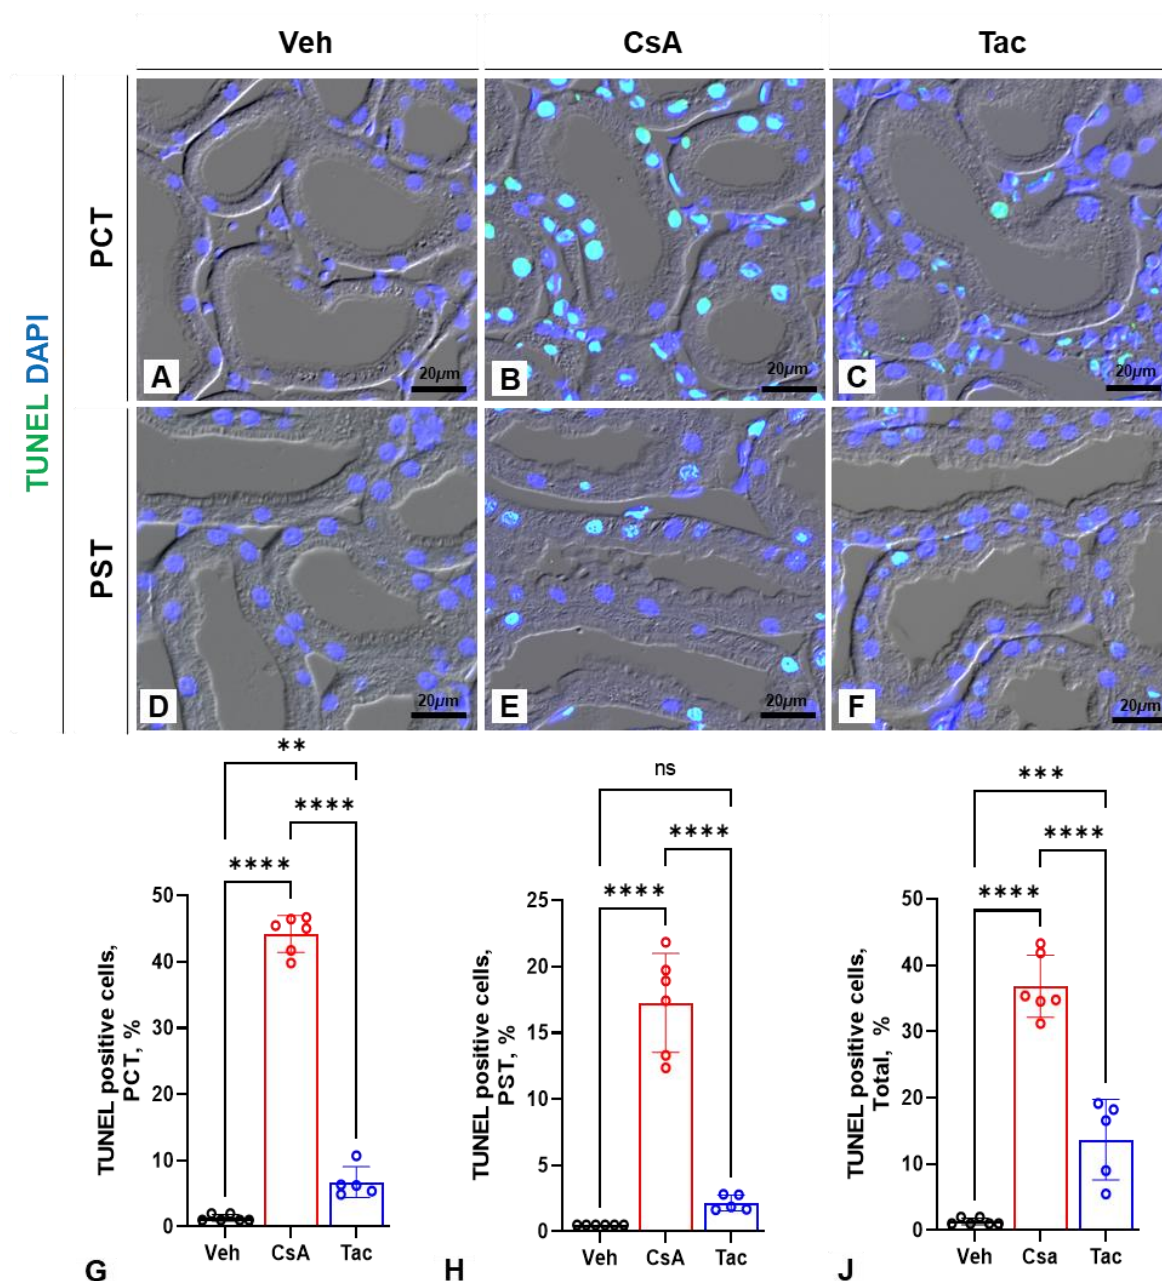 Veh CsA Tac
TUNEL DAPI
PCT
A 20µm B 20µm C 20µm
PST
D 20µm E 20µm F 20µm
**
****
****
TUNEL positive cells,
PCT, %
50
40
30
20
10
0
Veh CsA Tac
G
ns
****
****
TUNEL positive cells,
PST, %
25
20
15
10
5
0
Veh CsA Tac
H
***
****
****
TUNEL positive cells,
Total, %
50
40
30
20
10
0
Veh Csa Tac
J